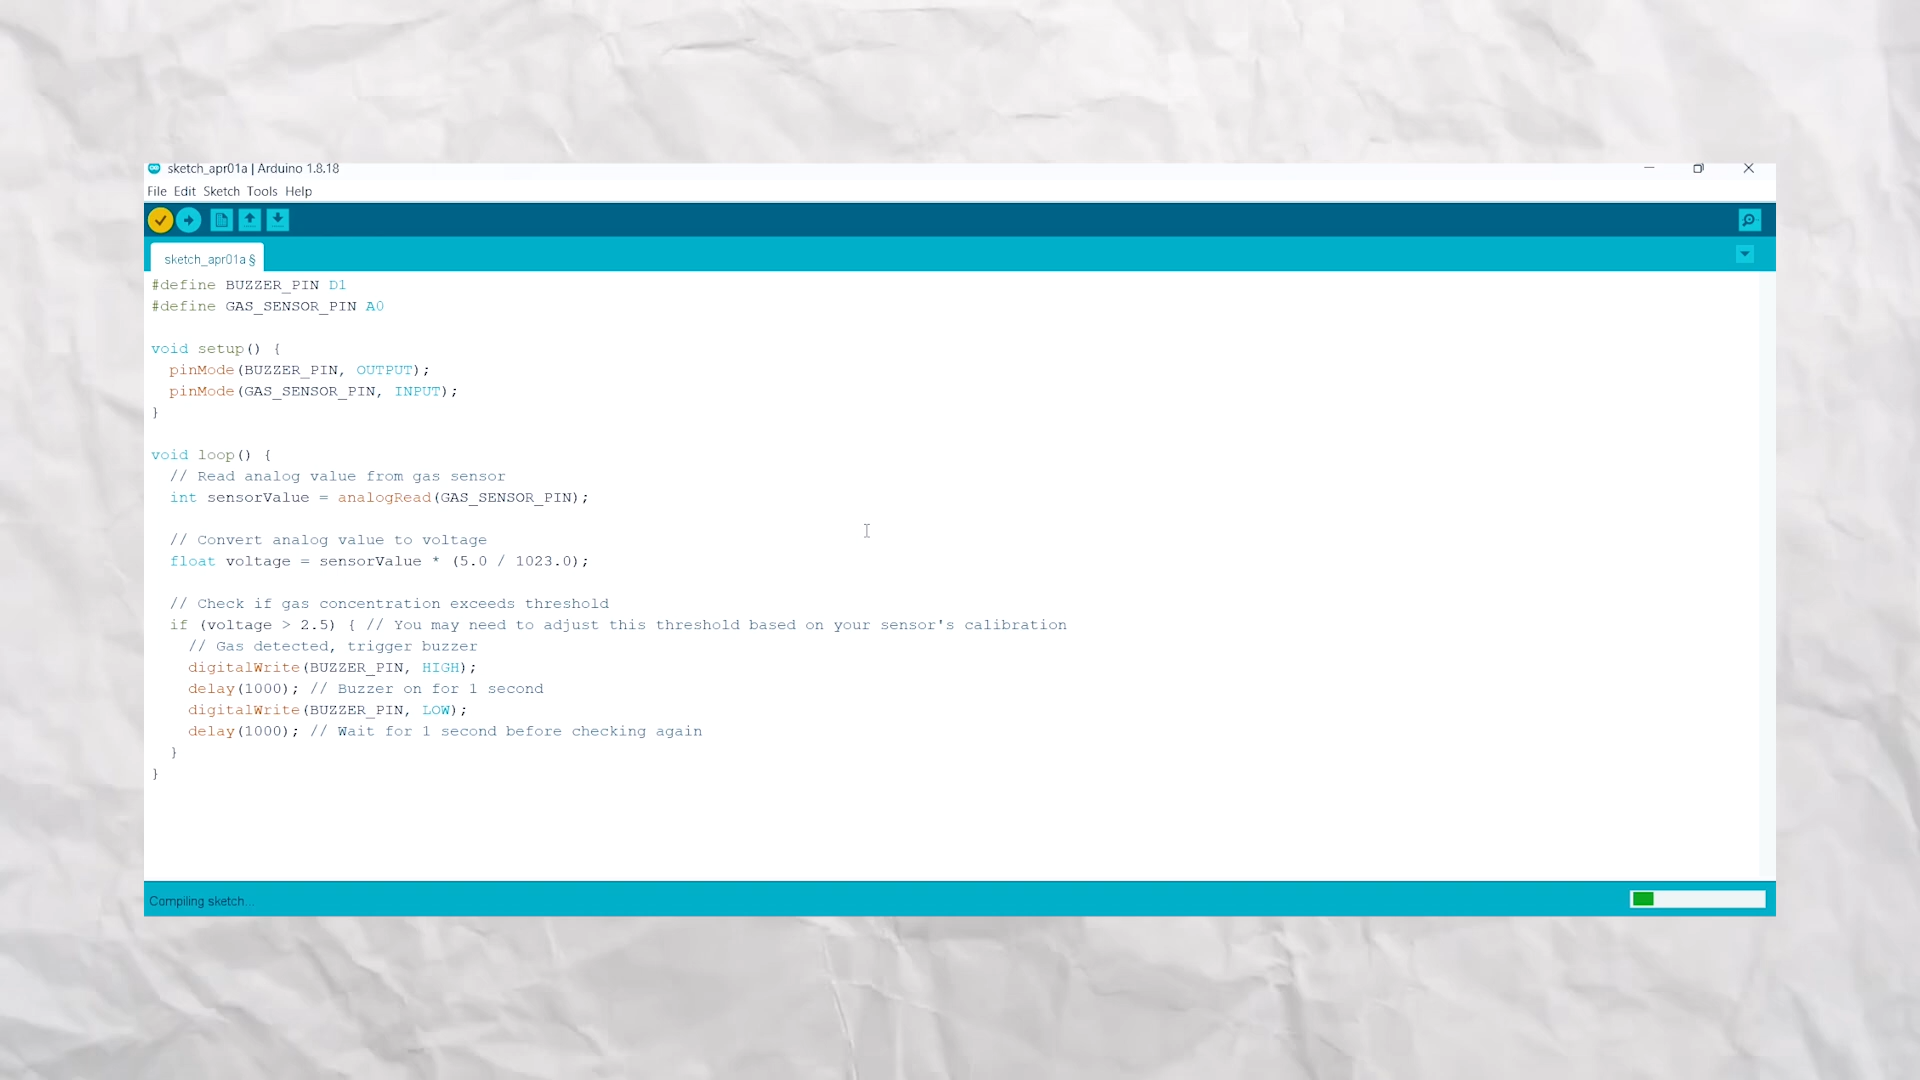 sketch_apr01a | Arduino 1.8.18
File Edit Sketch Tools Help
sketch_apr01a §
#define BUZZER_PIN D1
#define GAS_SENSOR_PIN A0
void setup() {
pinMode(BUZZER_PIN, OUTPUT);
pinMode(GAS_SENSOR_PIN, INPUT);
}
void loop() {
// Read analog value from gas sensor
int sensorValue = analogRead(GAS_SENSOR_PIN);
// Convert analog value to voltage
float voltage = sensorValue * (5.0 / 1023.0);
// Check if gas concentration exceeds threshold
if (voltage > 2.5) { // You may need to adjust this threshold based on your sensor's calibration
// Gas detected, trigger buzzer
digitalWrite(BUZZER_PIN, HIGH);
delay(1000); // Buzzer on for 1 second
digitalWrite(BUZZER_PIN, LOW);
delay(1000); // Wait for 1 second before checking again
}
}
Compiling sketch...